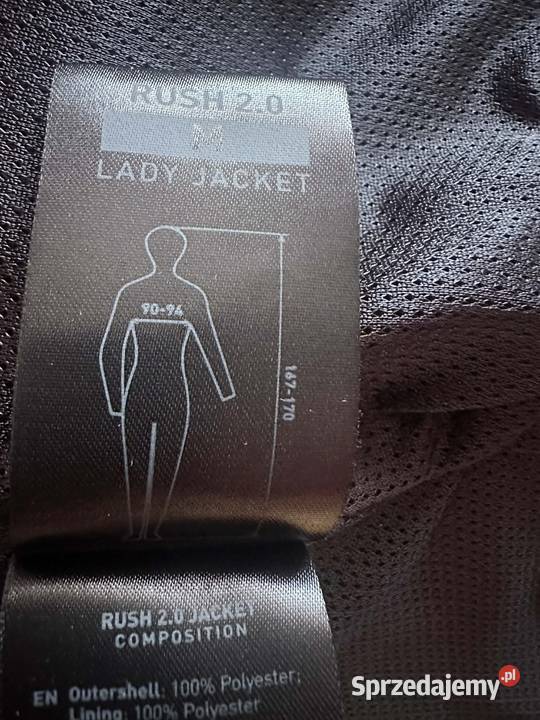 RUSH 2.0
M
LADY JACKET
90-94
167-170
RUSH 2.0 JACKET
COMPOSITION
EN Outershell: 100% Polyester;
Lining: 100% Polyester
Sprzedajemy.pl